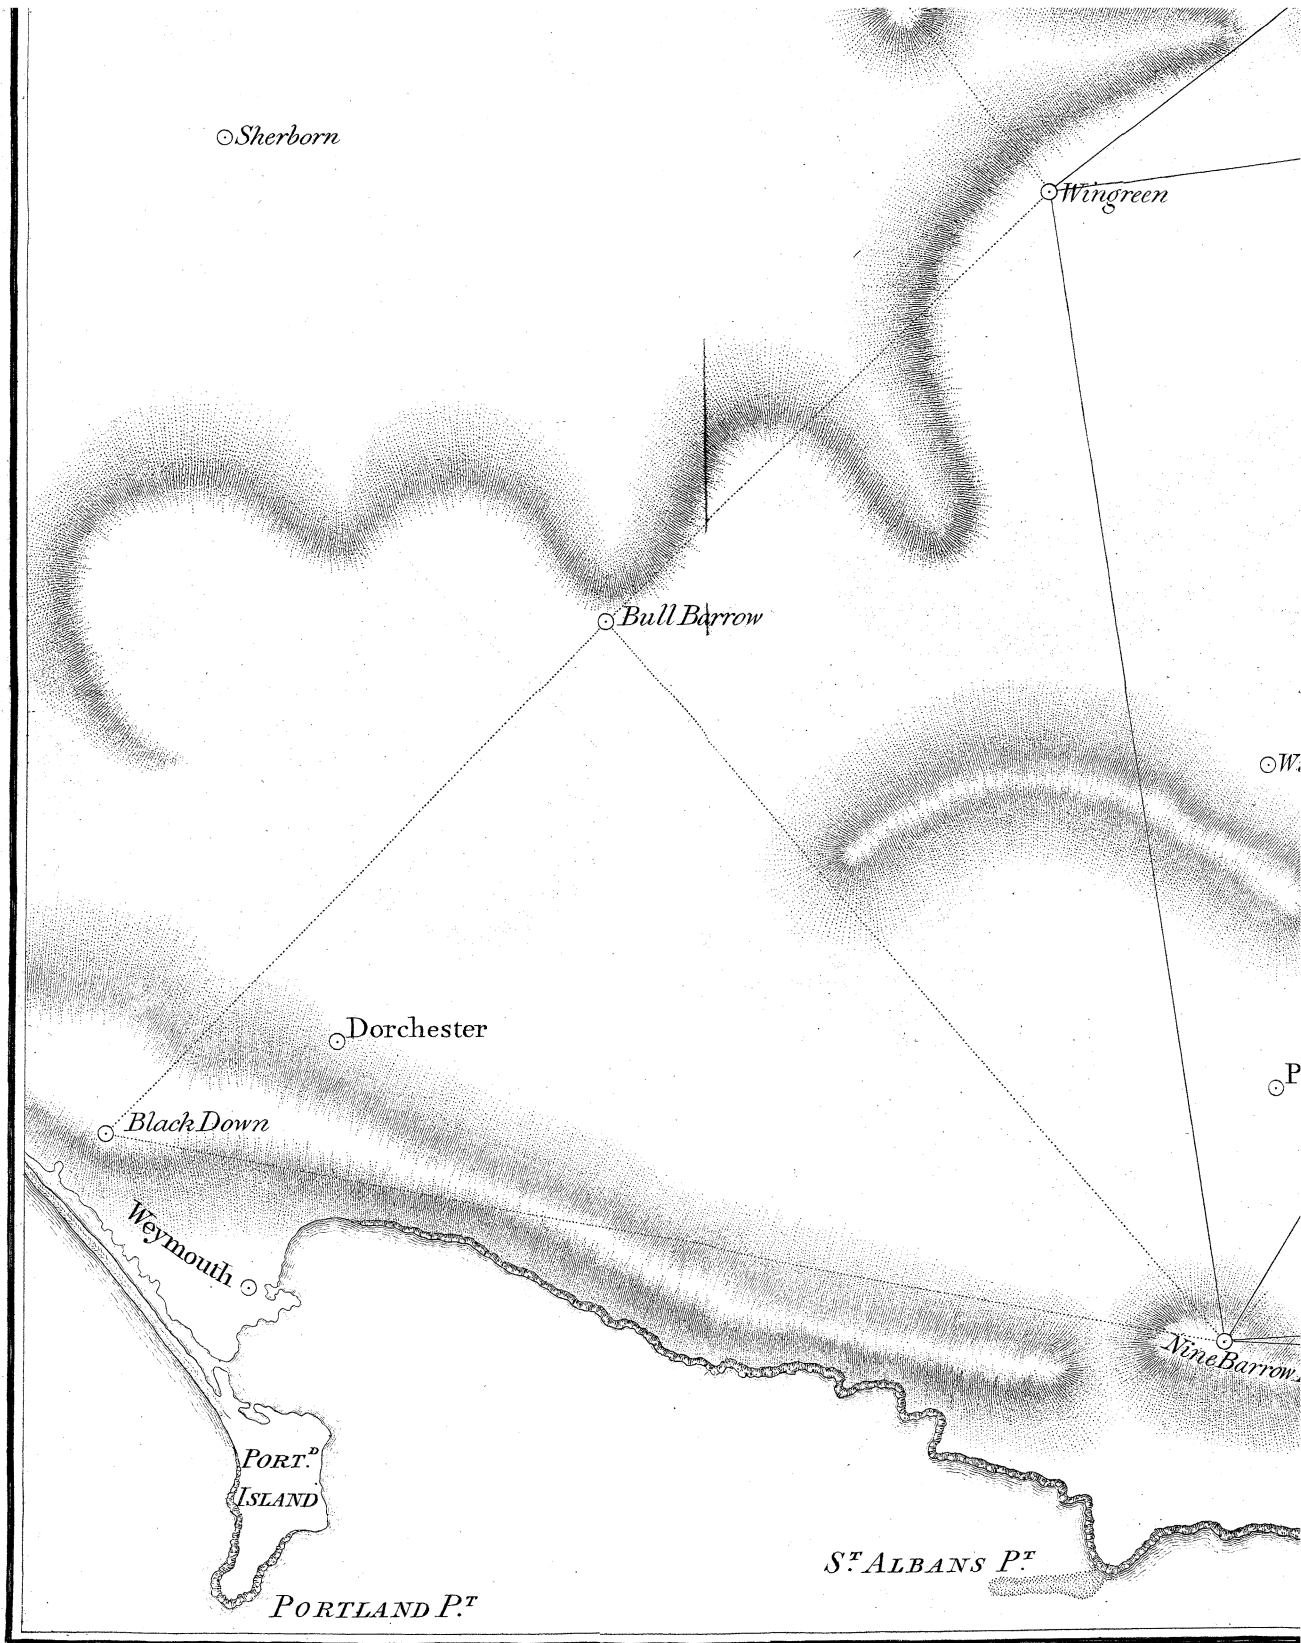 Sherborn
Wingreen
Bull Barrow
Dorchester
Black Down
Weymouth
Nine Barrow
PORT.D
ISLAND
ST. ALBANS PT.
PORTLAND PT.